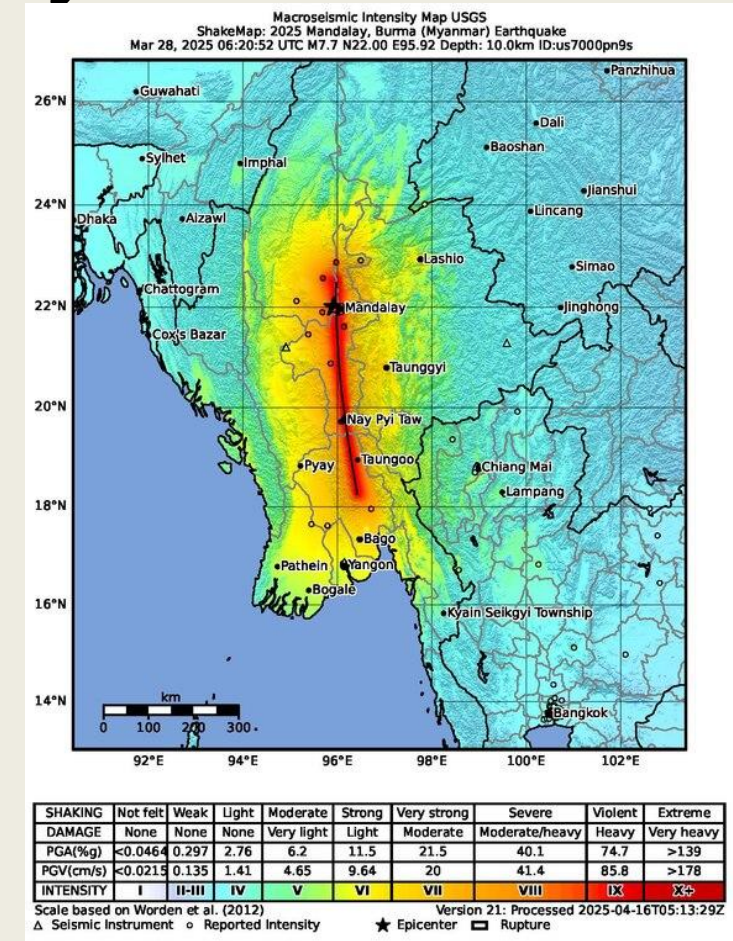 Macroseismic Intensity Map USGS
ShakeMap: 2025 Mandalay, Burma (Myanmar) Earthquake
Mar 28, 2025 06:20:52 UTC M7.7 N22.00 E95.92 Depth: 10.0km ID:us7000pn9s
Panzhihua
26°N
Guwahati
Dali
Baoshan
Sylhet
Imphal
Jianshui
24°N
Lincang
Dhaka
Aizawl
Lashio
Simao
Chattogram
22°N
Mandalay
Jinghong
Cox's Bazar
Taunggyi
20°N
Nay Pyi Taw
Pyay
Taungoo
Chiang Mai
Lampang
18°N
Bago
Pathein
Yangon
16°N
Bogale
Kyain Seikgyi Township
14°N
km
0 100 200 300
Bangkok
92°E 94°E 96°E 98°E 100°E 102°E
SHAKING Not felt Weak Light Moderate Strong Very strong Severe Violent Extreme
DAMAGE None None None Very light Light Moderate Moderate/heavy Heavy Very heavy
PGA(%g) <0.0464 0.297 2.76 6.2 11.5 21.5 40.1 74.7 >139
PGV(cm/s) <0.0215 0.135 1.41 4.65 9.64 20 41.4 85.8 >178
INTENSITY I II-III IV V VI VII VIII IX X+
Scale based on Worden et al. (2012) Version 21: Processed 2025-04-16T05:13:29Z
△ Seismic Instrument ○ Reported Intensity ★ Epicenter ▭ Rupture